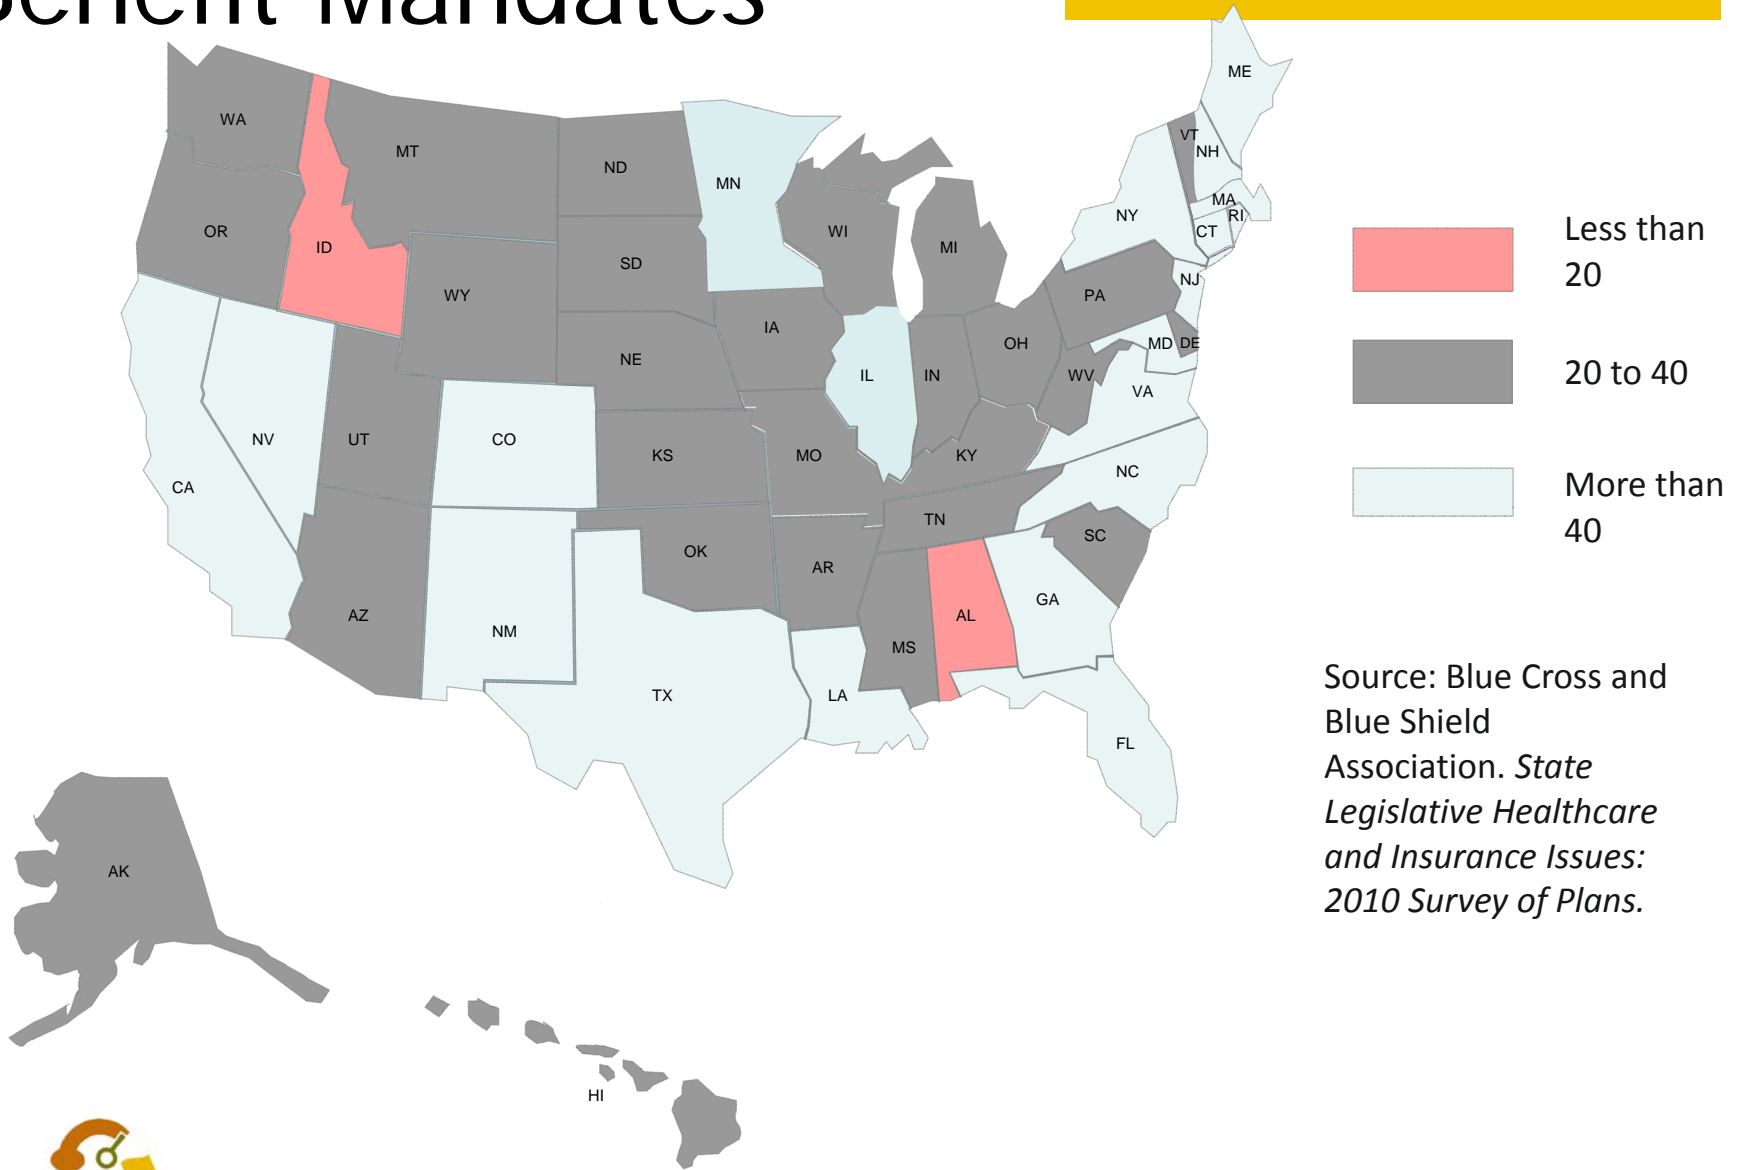 Mandates
ME
WA
VT
MT
NH
ND
MN
MA
RI
NY
OR
CT
WI
ID
MI
SD
NJ
WY
PA
IA
OH
MD
DE
NE
IL
IN
WV
VA
NV
UT
CO
KS
MO
KY
NC
CA
TN
SC
OK
AR
GA
AZ
AL
NM
MS
TX
LA
FL
AK
HI
Less than
20
20 to 40
More than
40
Source: Blue Cross and
Blue Shield
Association. State
Legislative Healthcare
and Insurance Issues:
2010 Survey of Plans.